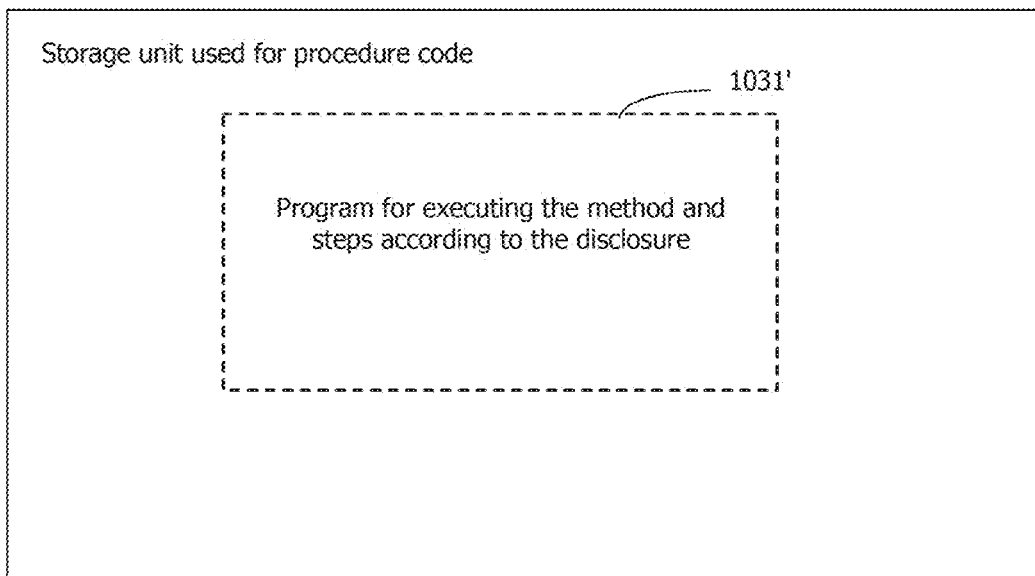 Storage unit used for procedure code
1031'
Program for executing the method and
steps according to the disclosure